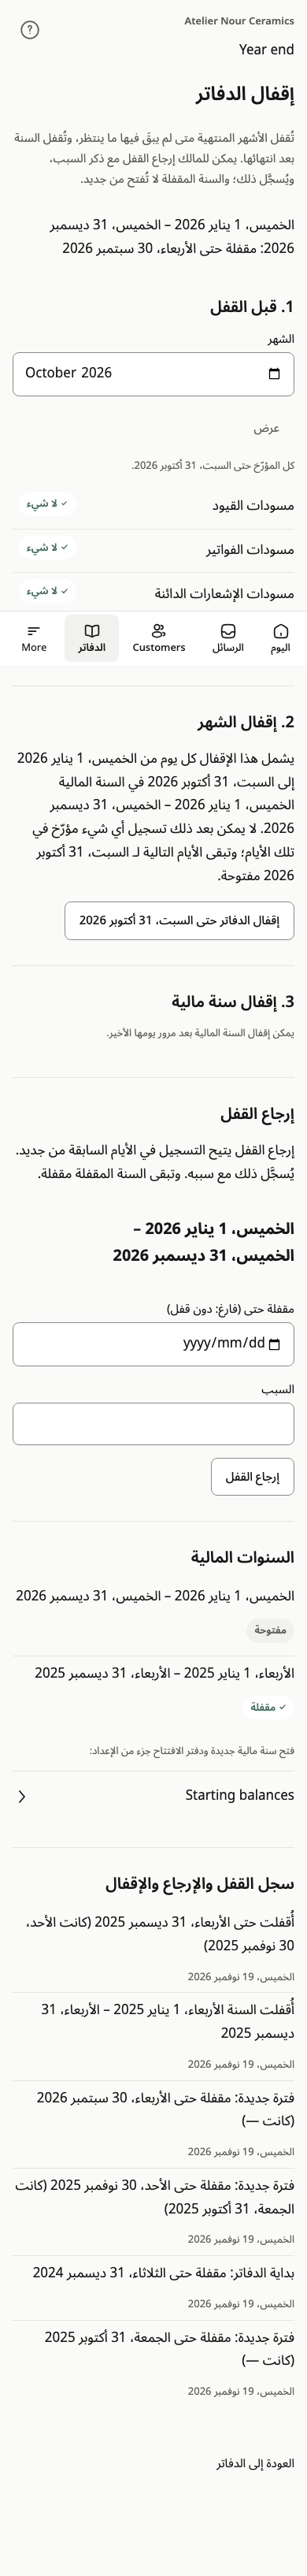 Atelier Nour Ceramics
Year end
إقفال الدفاتر
تُقفل الأشهر المنتهية متى لم يبقَ فيها ما ينتظر، وتُقفل السنة
بعد انتهائها. يمكن للمالك إرجاع القفل مع ذكر السبب،
ويُسجَّل ذلك؛ والسنة المقفلة لا تُفتح من جديد.
الخميس، 1 يناير 2026 – الخميس، 31 ديسمبر
2026: مقفلة حتى الأربعاء، 30 سبتمبر 2026
1. قبل القفل
الشهر
October 2026
عرض
كل المؤرّخ حتى السبت، 31 أكتوبر 2026.
مسودات القيود
لا شيء
مسودات الفواتير
لا شيء
مسودات الإشعارات الدائنة
لا شيء
اليوم
الرسائل
Customers
الدفاتر
More
2. إقفال الشهر
يشمل هذا الإقفال كل يوم من الخميس، 1 يناير 2026
إلى السبت، 31 أكتوبر 2026 في السنة المالية
الخميس، 1 يناير 2026 – الخميس، 31 ديسمبر
2026. لا يمكن بعد ذلك تسجيل أي شيء مؤرّخ في
تلك الأيام؛ وتبقى الأيام التالية لـ السبت، 31 أكتوبر
2026 مفتوحة.
إقفال الدفاتر حتى السبت، 31 أكتوبر 2026
3. إقفال سنة مالية
يمكن إقفال السنة المالية بعد مرور يومها الأخير.
إرجاع القفل
إرجاع القفل يتيح التسجيل في الأيام السابقة من جديد.
يُسجَّل ذلك مع سببه. وتبقى السنة المقفلة مقفلة.
الخميس، 1 يناير 2026 –
الخميس، 31 ديسمبر 2026
مقفلة حتى (فارغ: دون قفل)
yyyy/mm/dd
السبب
إرجاع القفل
السنوات المالية
الخميس، 1 يناير 2026 – الخميس، 31 ديسمبر 2026
مفتوحة
الأربعاء، 1 يناير 2025 – الأربعاء، 31 ديسمبر 2025
مقفلة
فتح سنة مالية جديدة ودفتر الافتتاح جزء من الإعداد:
Starting balances
سجل القفل والإرجاع والإقفال
أُقفلت حتى الأربعاء، 31 ديسمبر 2025 (كانت الأحد،
30 نوفمبر 2025)
الخميس، 19 نوفمبر 2026
أُقفلت السنة الأربعاء، 1 يناير 2025 – الأربعاء، 31
ديسمبر 2025
الخميس، 19 نوفمبر 2026
فترة جديدة: مقفلة حتى الأربعاء، 30 سبتمبر 2026
(كانت —)
الخميس، 19 نوفمبر 2026
فترة جديدة: مقفلة حتى الأحد، 30 نوفمبر 2025 (كانت
الجمعة، 31 أكتوبر 2025)
الخميس، 19 نوفمبر 2026
بداية الدفاتر: مقفلة حتى الثلاثاء، 31 ديسمبر 2024
الخميس، 19 نوفمبر 2026
فترة جديدة: مقفلة حتى الجمعة، 31 أكتوبر 2025
(كانت —)
الخميس، 19 نوفمبر 2026
العودة إلى الدفاتر